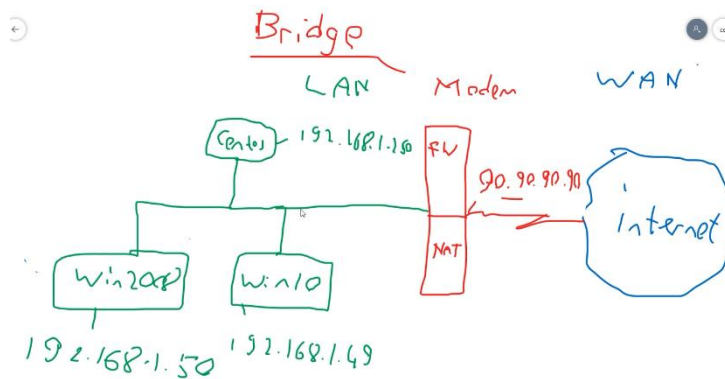 Bridge
LAN Modem WAN
Centos 192.168.1.250
FW
90.90.90.90
internet
NAT
Win2008 Win10
192.168.1.50 192.168.1.49